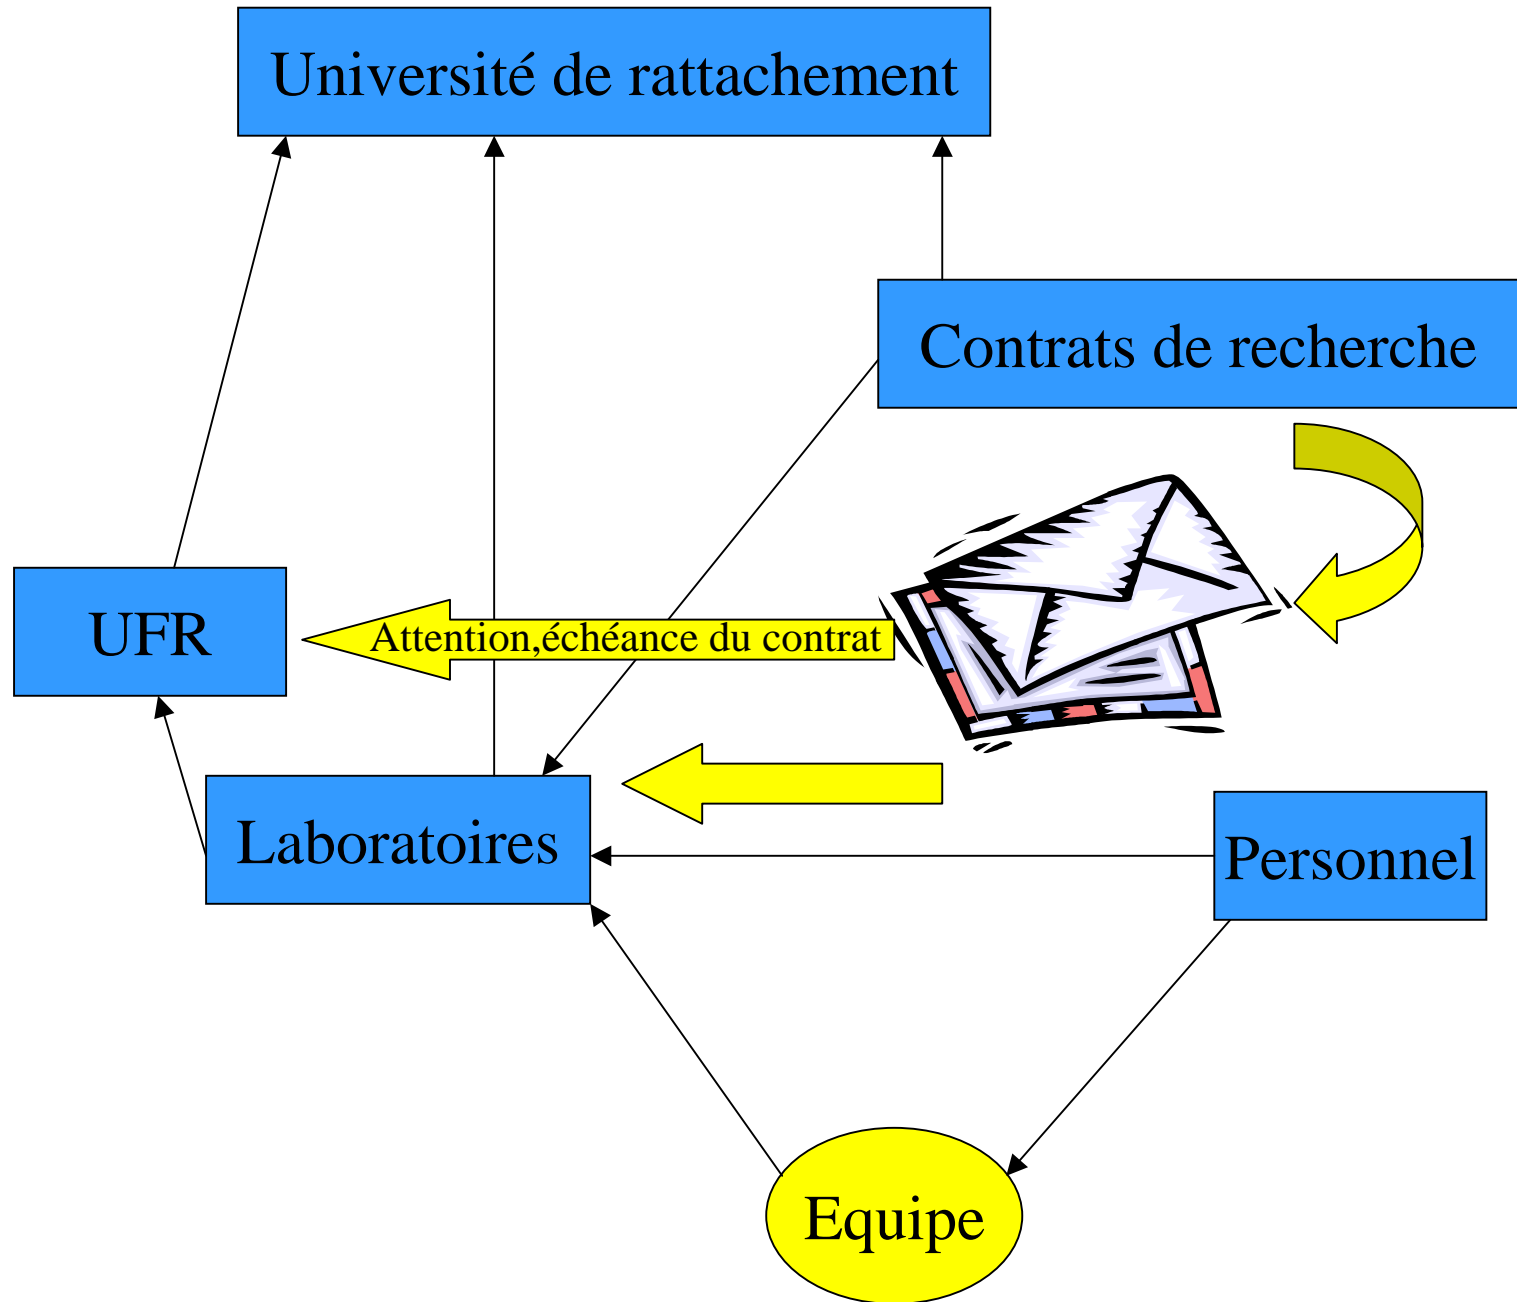 Université de rattachement
Contrats de recherche
UFR
Attention,échéance du contrat
Laboratoires
Personnel
Equipe